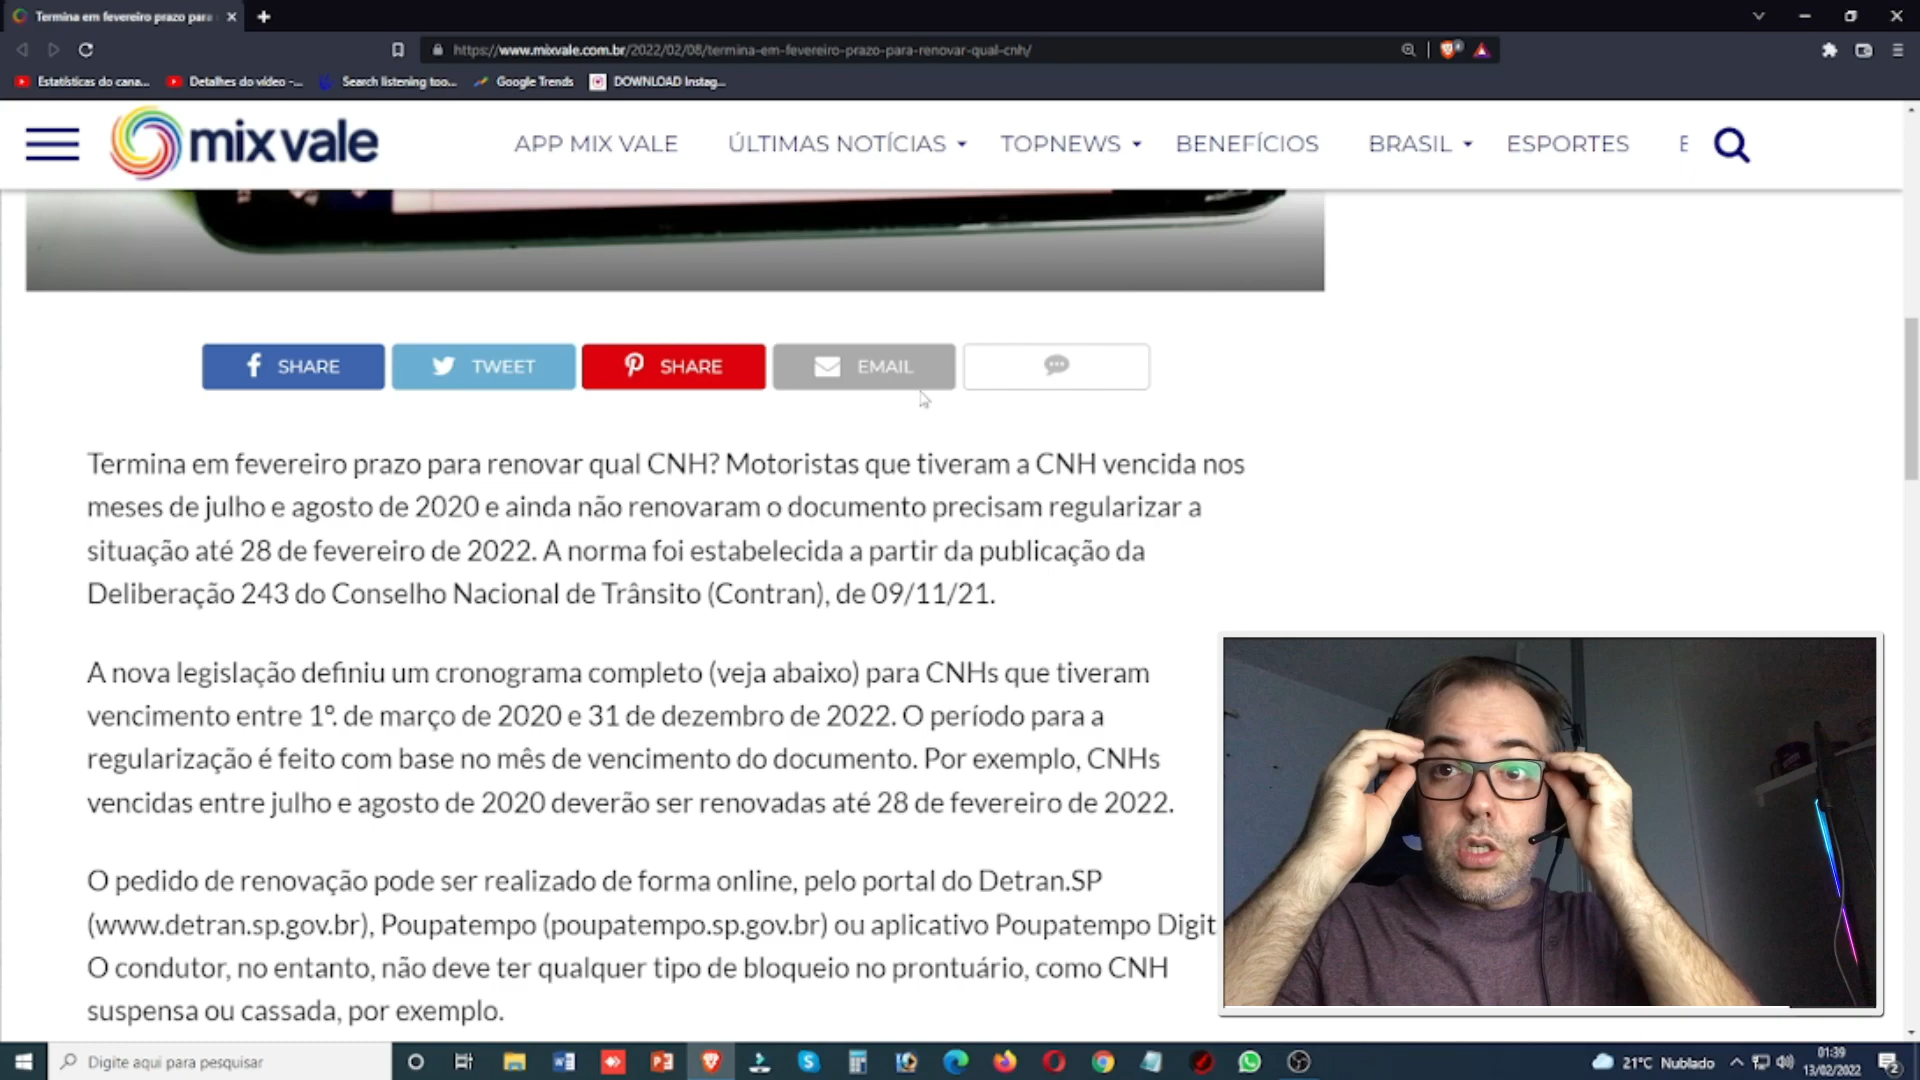 Termina em fevereiro prazo para
https://www.mixvale.com.br/2022/02/08/termina-em-fevereiro-prazo-para-renovar-qual-cnh/
Estatísticas do cana...
Detalhes do vídeo -...
Search listening too...
Google Trends
DOWNLOAD Instag...
mix vale
APP MIX VALE
ÚLTIMAS NOTÍCIAS
TOPNEWS
BENEFÍCIOS
BRASIL
ESPORTES
E
SHARE
TWEET
SHARE
EMAIL
Termina em fevereiro prazo para renovar qual CNH? Motoristas que tiveram a CNH vencida nos
meses de julho e agosto de 2020 e ainda não renovaram o documento precisam regularizar a
situação até 28 de fevereiro de 2022. A norma foi estabelecida a partir da publicação da
Deliberação 243 do Conselho Nacional de Trânsito (Contran), de 09/11/21.
A nova legislação definiu um cronograma completo (veja abaixo) para CNHs que tiveram
vencimento entre 1º. de março de 2020 e 31 de dezembro de 2022. O período para a
regularização é feito com base no mês de vencimento do documento. Por exemplo, CNHs
vencidas entre julho e agosto de 2020 deverão ser renovadas até 28 de fevereiro de 2022.
O pedido de renovação pode ser realizado de forma online, pelo portal do Detran.SP
(www.detran.sp.gov.br), Poupatempo (poupatempo.sp.gov.br) ou aplicativo Poupatempo Digit
O condutor, no entanto, não deve ter qualquer tipo de bloqueio no prontuário, como CNH
suspensa ou cassada, por exemplo.
Digite aqui para pesquisar
21°C Nublado
01:39
13/02/2022
2